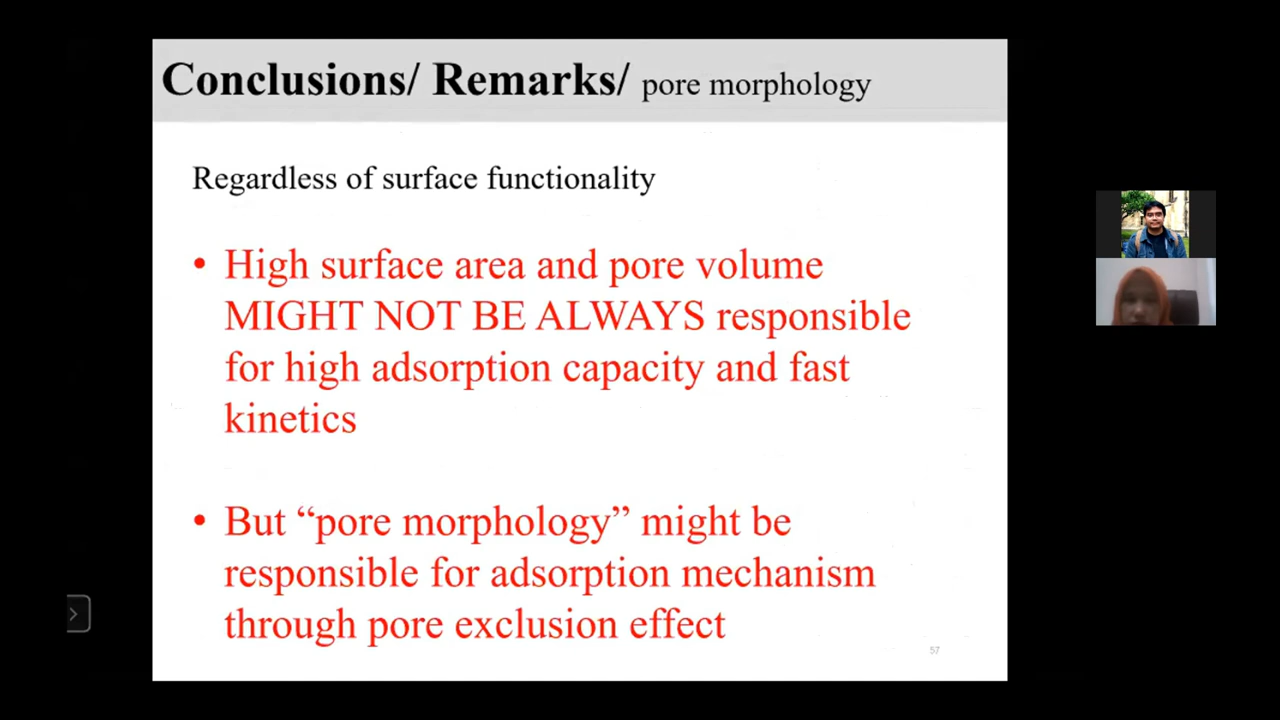 Conclusions/ Remarks/ pore morphology
Regardless of surface functionality
• High surface area and pore volume
MIGHT NOT BE ALWAYS responsible
for high adsorption capacity and fast
kinetics
• But “pore morphology” might be
responsible for adsorption mechanism
through pore exclusion effect
57